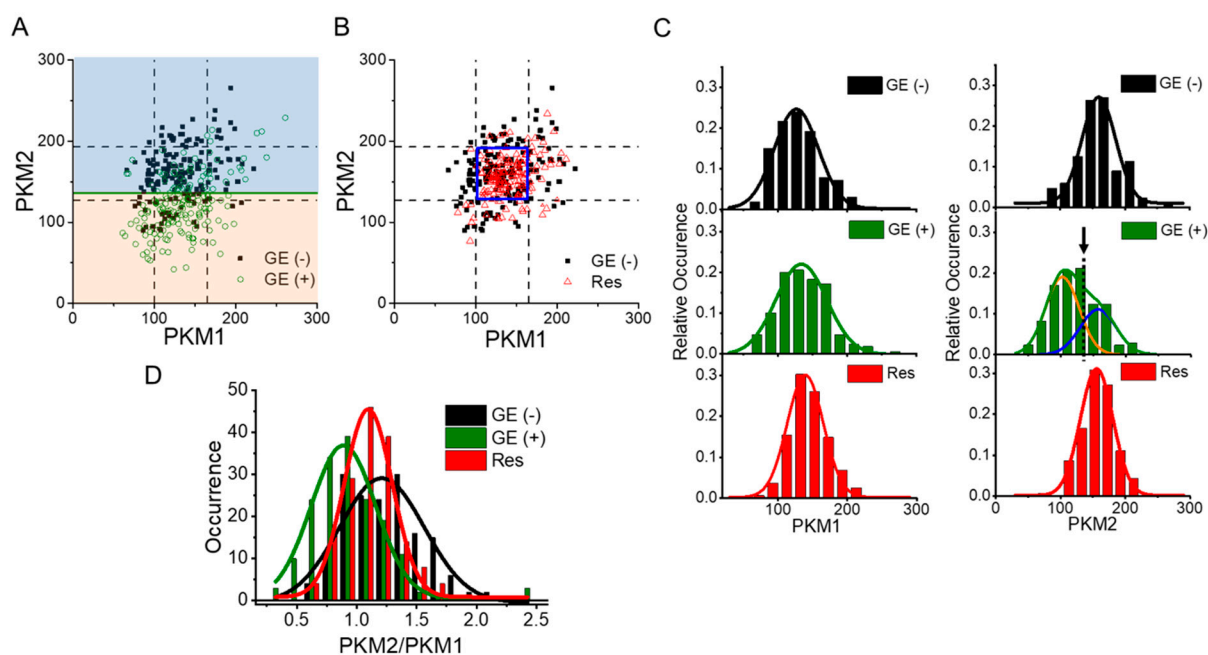 A
PKM2
300
200
100
0
GE (-)
GE (+)
0
100
200
300
PKM1
B
PKM2
300
200
100
0
GE (-)
Res
0
100
200
300
PKM1
C
Relative Occurence
0.3
0.2
0.1
0.0
GE (-)
0.3
0.2
0.1
0.0
GE (+)
0.3
0.2
0.1
0.0
Res
0
100
200
300
PKM1
Relative Occurence
0.3
0.2
0.1
0.0
GE (-)
0.3
0.2
0.1
0.0
GE (+)
0.3
0.2
0.1
0.0
Res
0
100
200
300
PKM2
D
Occurrence
50
40
30
20
10
0
GE (-)
GE (+)
Res
0.5
1.0
1.5
2.0
2.5
PKM2/PKM1